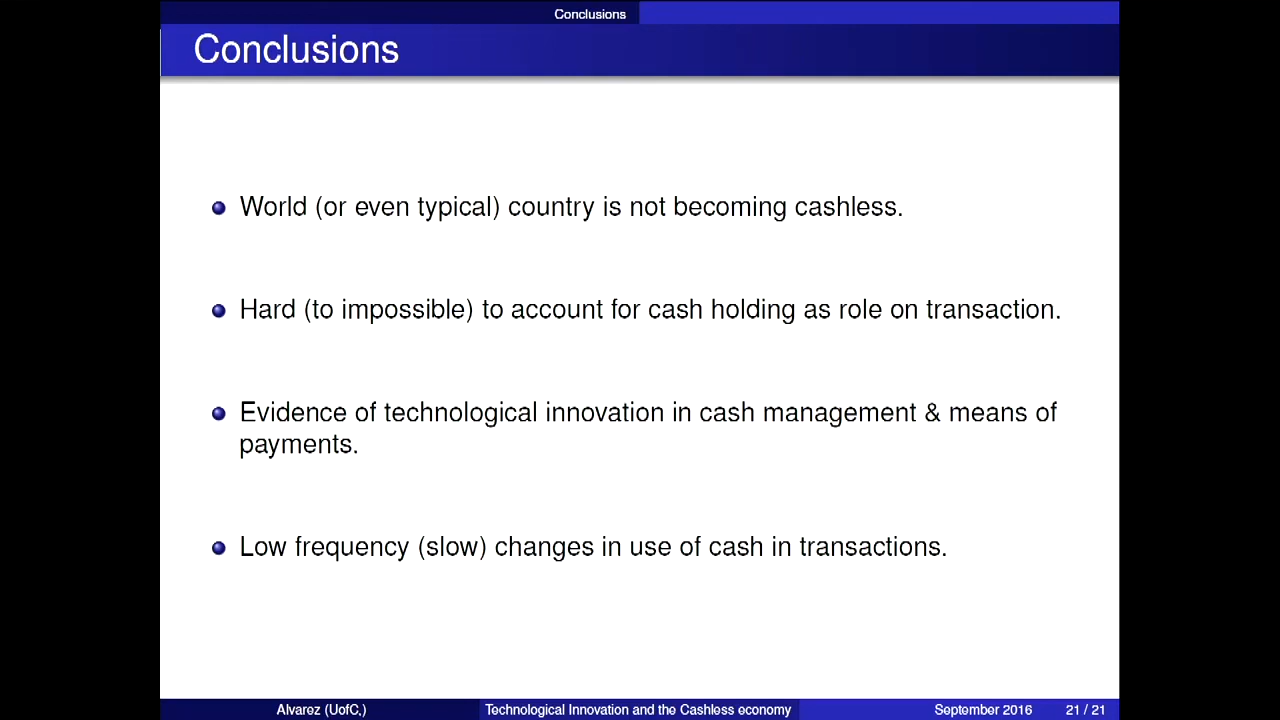 Conclusions
Conclusions
World (or even typical) country is not becoming cashless.
Hard (to impossible) to account for cash holding as role on transaction.
Evidence of technological innovation in cash management & means of
payments.
Low frequency (slow) changes in use of cash in transactions.
Alvarez (UofC,) Technological Innovation and the Cashless economy September 2016 21 / 21